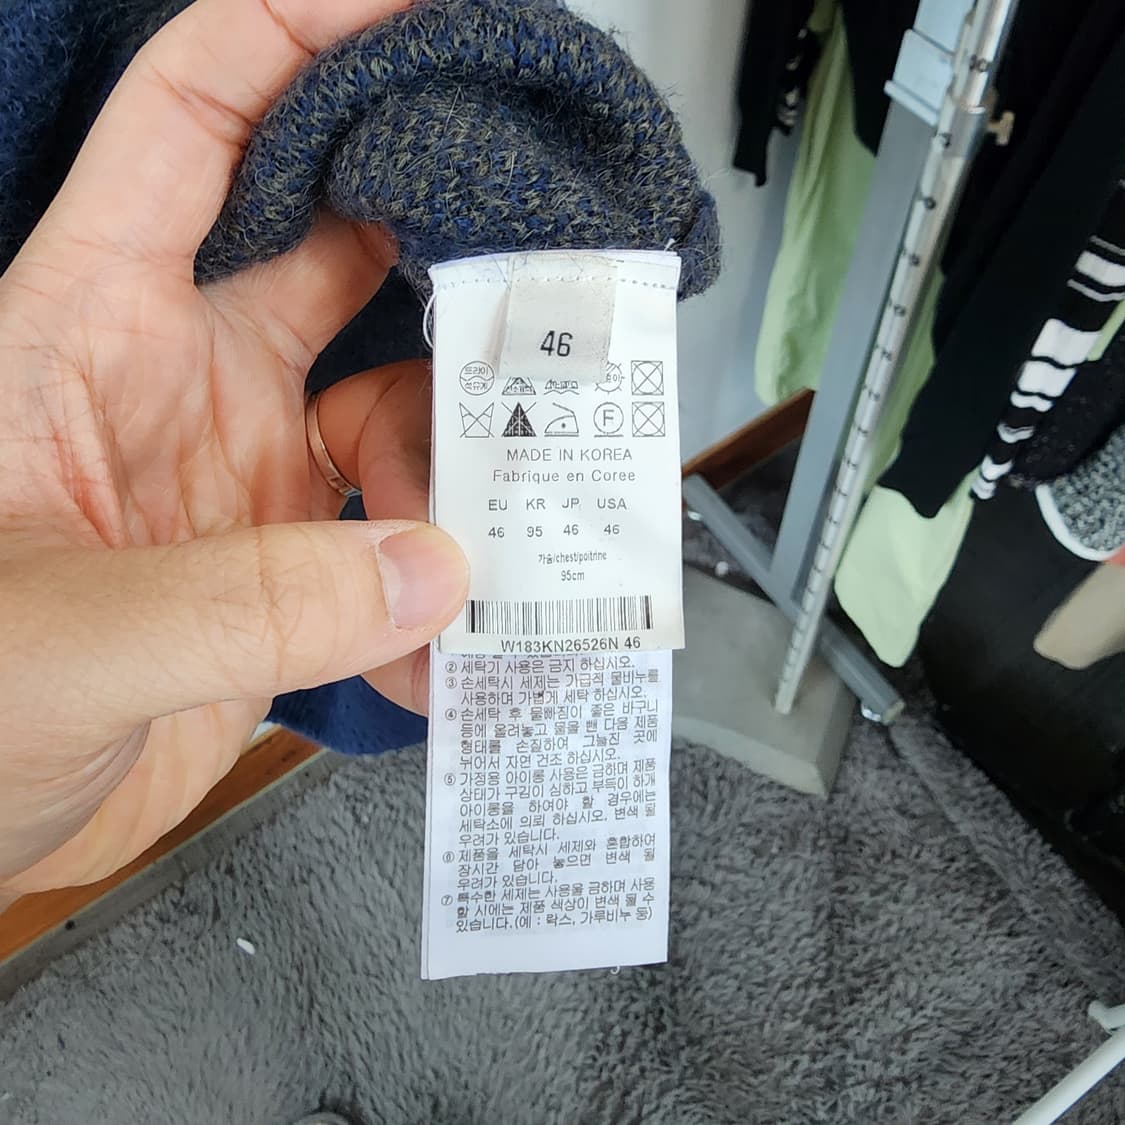 46
드라이
석유계
MADE IN KOREA
Fabrique en Coree
EU KR JP USA
46 95 46 46
가슴/chest/poitrine
95cm
W183KN26526N 46
② 세탁기 사용은 금지 하십시오.
③ 손세탁시 세제는 가급적 물비누를
사용하며 가볍게 세탁 하십시오.
④ 손세탁 후 물빠짐이 좋은 바구니
등에 올려놓고 물을 뺀 다음 제품
형태를 손질하여 그늘진 곳에
뉘어서 자연 건조 하십시오.
⑤ 가정용 아이롱 사용은 금하며 제품
상태가 구김이 심하고 부득이 하게
아이롱을 하여야 할 경우에는
세탁소에 의뢰 하십시오. 변색 될
우려가 있습니다.
⑥ 제품을 세탁시 세제와 혼합하여
장시간 담아 놓으면 변색 될
우려가 있습니다.
⑦ 특수한 세제는 사용을 금하며 사용
할 시에는 제품 색상이 변색 될 수
있습니다.(예 : 락스, 가루비누 등)